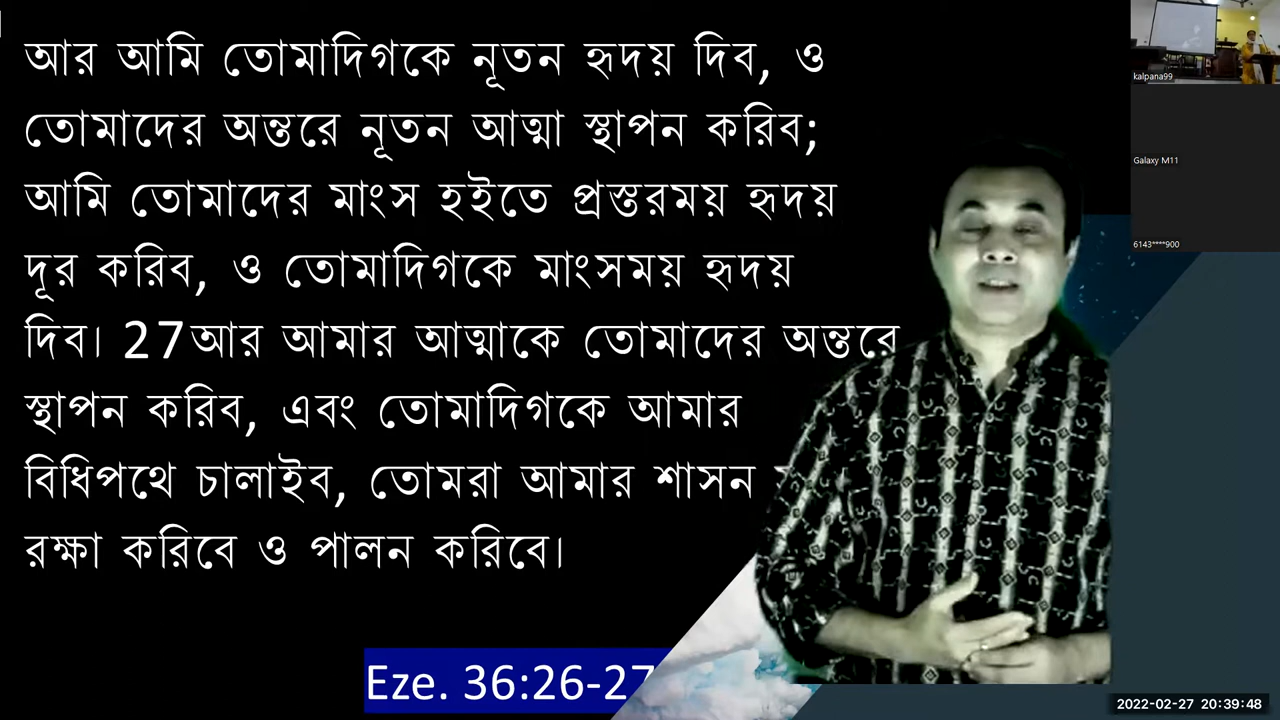 আর আমি তোমাদিগকে নূতন হৃদয় দিব, ও
তোমাদের অন্তরে নূতন আত্মা স্থাপন করিব;
আমি তোমাদের মাংস হইতে প্রস্তরময় হৃদয়
দূর করিব, ও তোমাদিগকে মাংসময় হৃদয়
দিব। 27আর আমার আত্মাকে তোমাদের অন্তরে
স্থাপন করিব, এবং তোমাদিগকে আমার
বিধিপথে চালাইব, তোমরা আমার শাসন
রক্ষা করিবে ও পালন করিবে।
Eze. 36:26-27
kalpana99
Galaxy M11
6143****900
2022-02-27 20:39:48